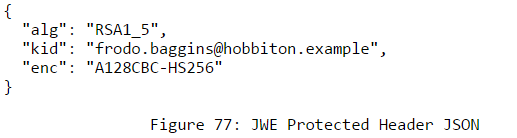 {
"alg": "RSA1_5",
"kid": "frodo.baggins@hobbiton.example",
"enc": "A128CBC-HS256"
}
Figure 77: JWE Protected Header JSON